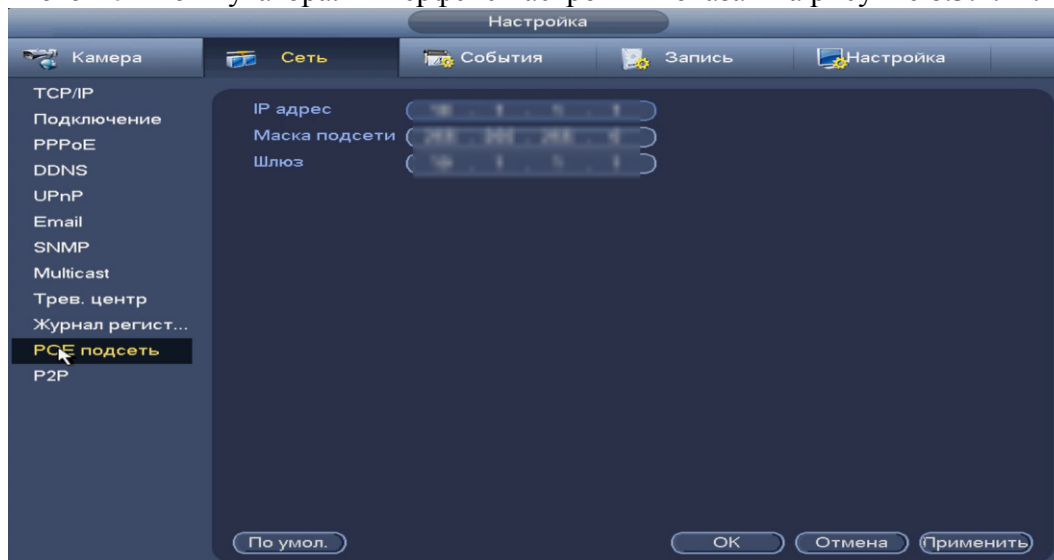 Настройка
Камера
Сеть
События
Запись
Настройка
TCP/IP
Подключение
PPPoE
DDNS
UPnP
Email
SNMP
Multicast
Трев. центр
Журнал регист...
POE подсеть
P2P
IP адрес
Маска подсети
Шлюз
По умол.
OK
Отмена
Применить